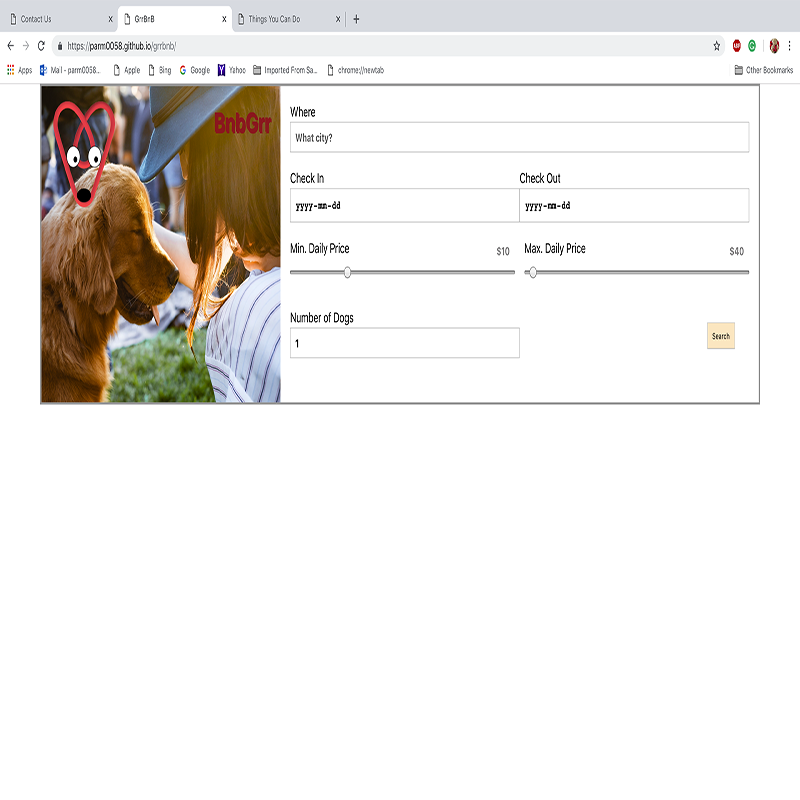 Contact Us x GrrBnB x Things You Can Do x +
https://parm0058.github.io/grrbnb/
Apps Mail - parm0058... Apple Bing Google Yahoo Imported From Sa... chrome://newtab Other Bookmarks
BnbGrr
Where
What city?
Check In Check Out
yyyy-mm-dd yyyy-mm-dd
Min. Daily Price $10 Max. Daily Price $40
Number of Dogs
1 Search